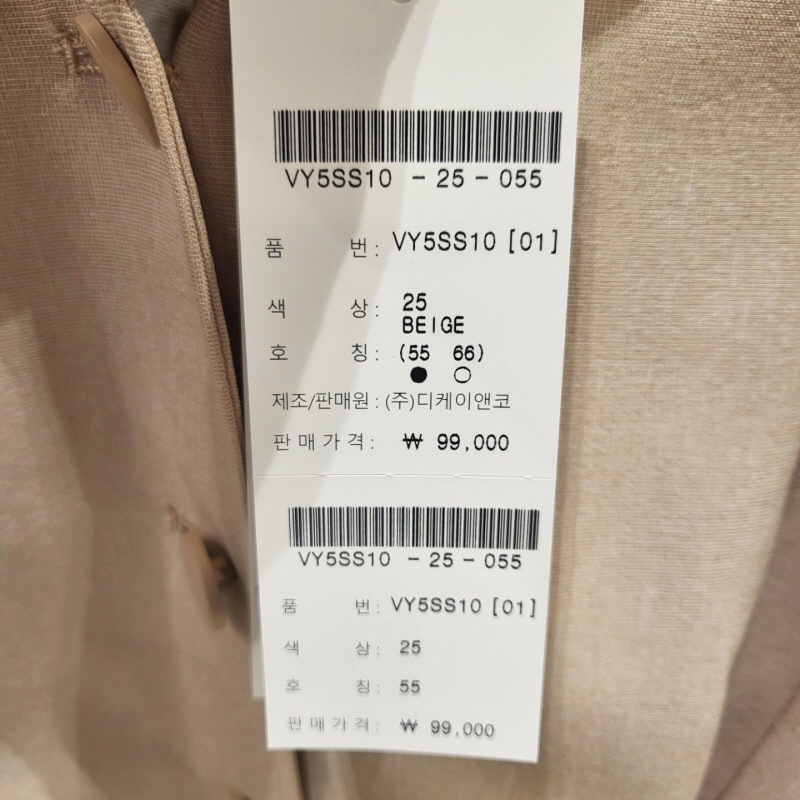 VY5SS10 - 25 - 055
품 번 : VY5SS10 [01]
색 상 : 25
BEIGE
호 칭 : (55 66)
● ○
제조/판매원 : (주)디케이앤코
판 매 가 격 : ₩ 99,000
VY5SS10 - 25 - 055
품 번 : VY5SS10 [01]
색 상 : 25
호 칭 : 55
판 매 가 격 : ₩ 99,000